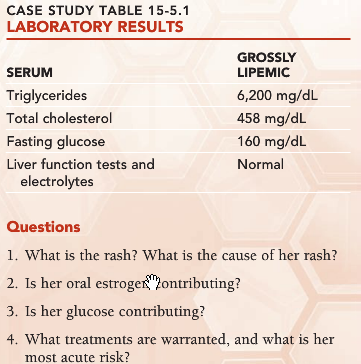 CASE STUDY TABLE 15-5.1
LABORATORY RESULTS
SERUM GROSSLY LIPEMIC
Triglycerides 6,200 mg/dL
Total cholesterol 458 mg/dL
Fasting glucose 160 mg/dL
Liver function tests and electrolytes Normal
Questions
1. What is the rash? What is the cause of her rash?
2. Is her oral estrogen contributing?
3. Is her glucose contributing?
4. What treatments are warranted, and what is her
most acute risk?